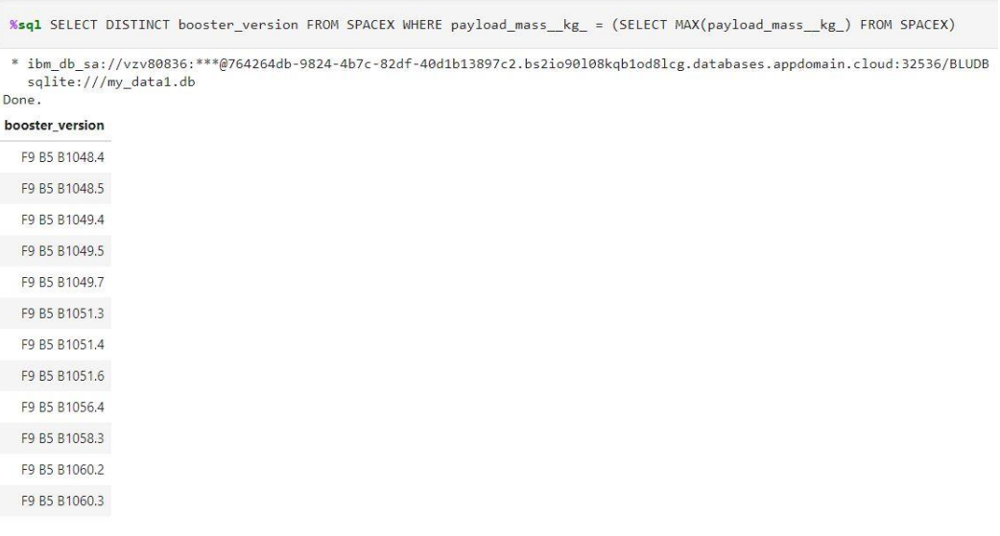 %sql SELECT DISTINCT booster_version FROM SPACEX WHERE payload_mass__kg_ = (SELECT MAX(payload_mass__kg_) FROM SPACEX)
* ibm_db_sa://vzv80836:***@764264db-9824-4b7c-82df-40d1b13897c2.bs2io90l08kqb1od8lcg.databases.appdomain.cloud:32536/BLUDB
sqlite:///my_data1.db
Done.
booster_version
F9 B5 B1048.4
F9 B5 B1048.5
F9 B5 B1049.4
F9 B5 B1049.5
F9 B5 B1049.7
F9 B5 B1051.3
F9 B5 B1051.4
F9 B5 B1051.6
F9 B5 B1056.4
F9 B5 B1058.3
F9 B5 B1060.2
F9 B5 B1060.3